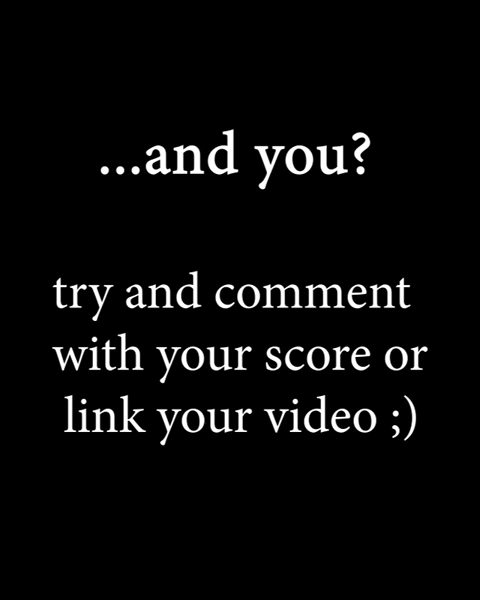 ...and you?
try and comment
with your score or
link your video ;)